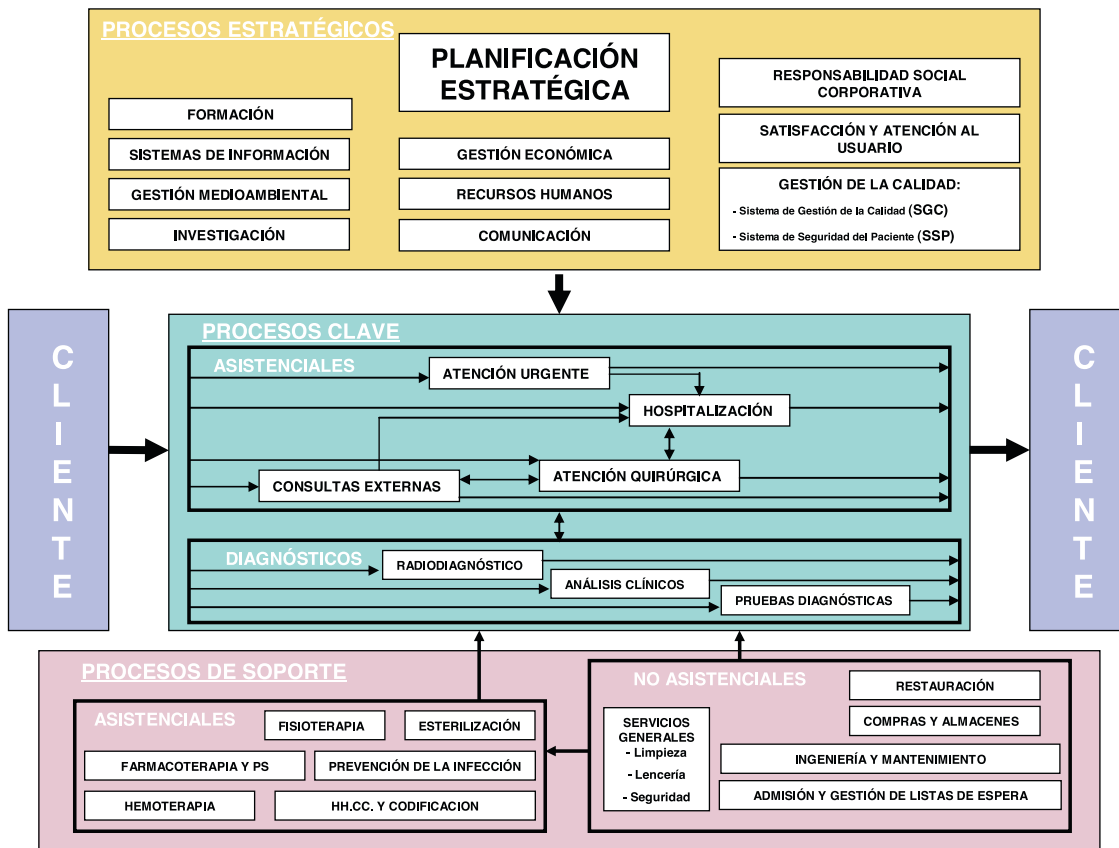 PROCESOS ESTRATÉGICOS
PLANIFICACIÓN
ESTRATÉGICA
FORMACIÓN
SISTEMAS DE INFORMACIÓN
GESTIÓN MEDIOAMBIENTAL
INVESTIGACIÓN
GESTIÓN ECONÓMICA
RECURSOS HUMANOS
COMUNICACIÓN
RESPONSABILIDAD SOCIAL
CORPORATIVA
SATISFACCIÓN Y ATENCIÓN AL
USUARIO
GESTIÓN DE LA CALIDAD:
- Sistema de Gestión de la Calidad (SGC)
- Sistema de Seguridad del Paciente (SSP)
CLIENTE
PROCESOS CLAVE
ASISTENCIALES
ATENCIÓN URGENTE
HOSPITALIZACIÓN
ATENCIÓN QUIRÚRGICA
CONSULTAS EXTERNAS
DIAGNÓSTICOS
RADIODIAGNÓSTICO
ANÁLISIS CLÍNICOS
PRUEBAS DIAGNÓSTICAS
CLIENTE
PROCESOS DE SOPORTE
ASISTENCIALES
FISIOTERAPIA
ESTERILIZACIÓN
FARMACOTERAPIA Y PS
PREVENCIÓN DE LA INFECCIÓN
HEMOTERAPIA
HH.CC. Y CODIFICACION
NO ASISTENCIALES
SERVICIOS
GENERALES
- Limpieza
- Lencería
- Seguridad
RESTAURACIÓN
COMPRAS Y ALMACENES
INGENIERÍA Y MANTENIMIENTO
ADMISIÓN Y GESTIÓN DE LISTAS DE ESPERA